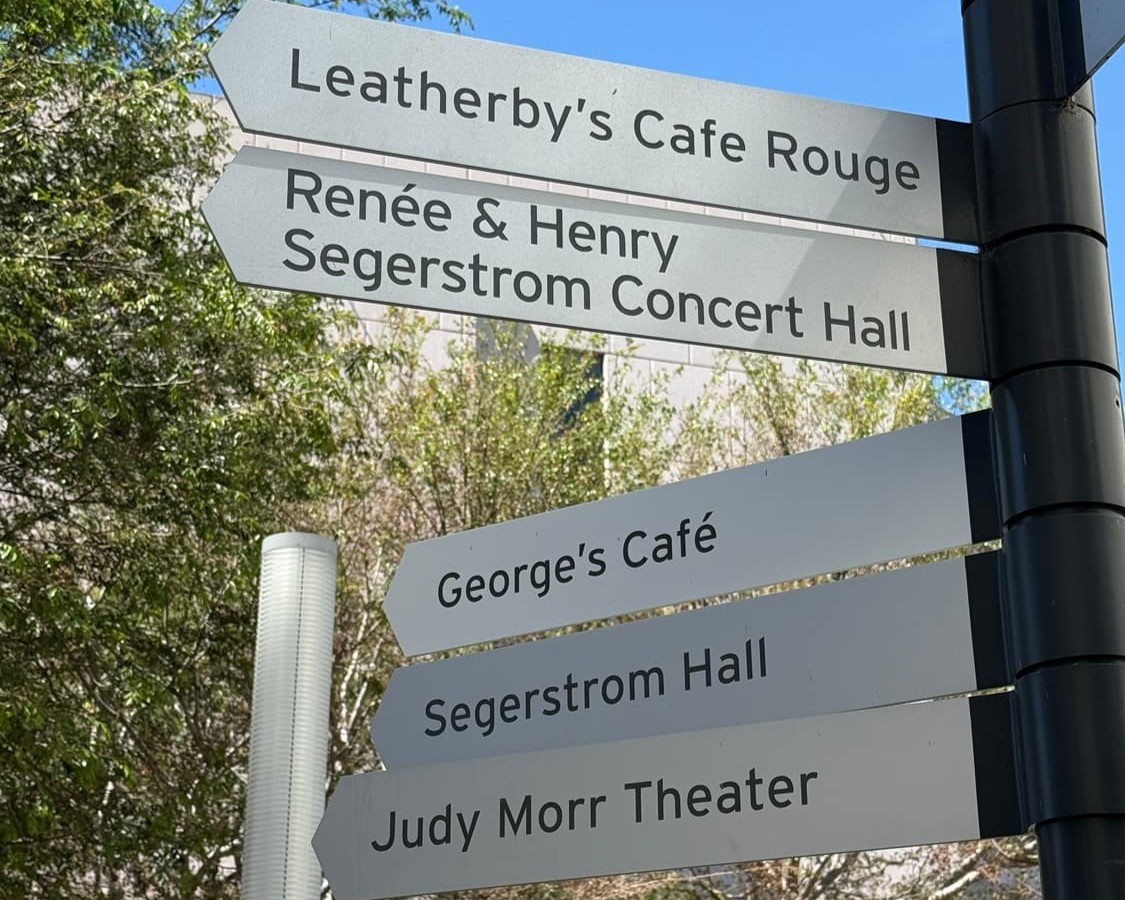 Leatherby's Cafe Rouge
Renée & Henry
Segerstrom Concert Hall
George's Café
Segerstrom Hall
Judy Morr Theater